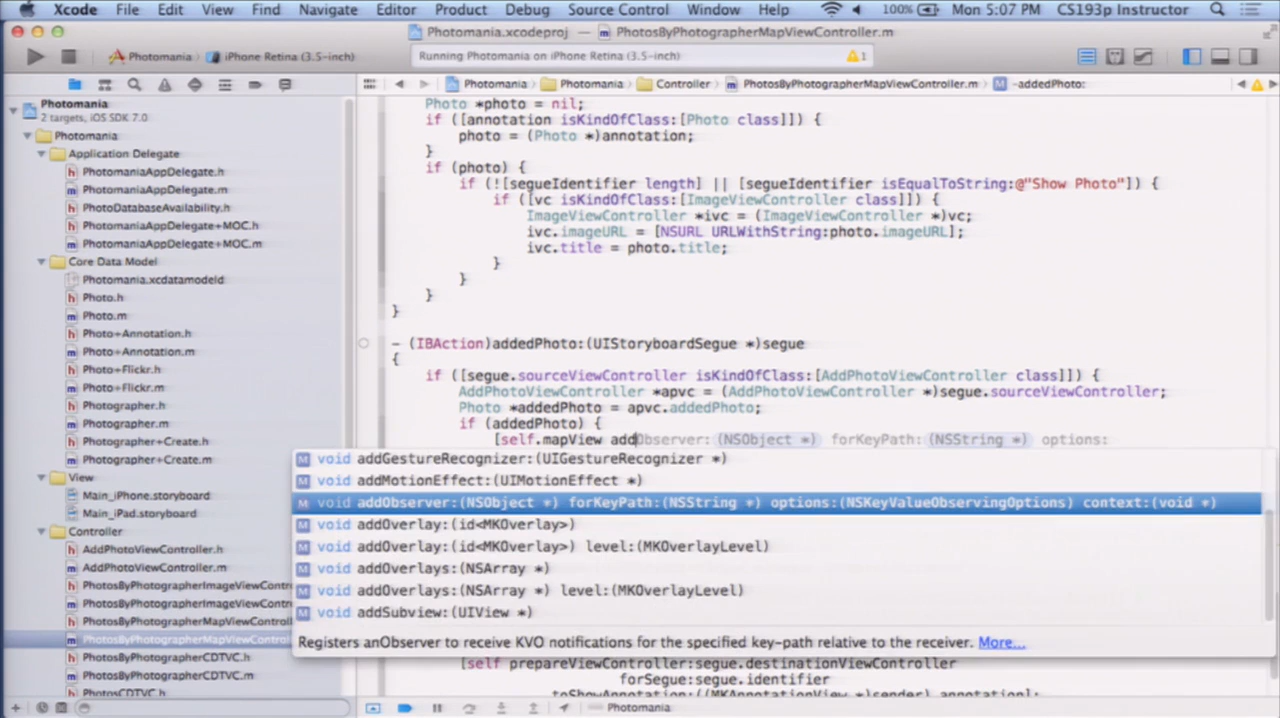 Xcode File Edit View Find Navigate Editor Product Debug Source Control Window Help 100% Mon 5:07 PM CS193p Instructor
Photomania.xcodeproj — PhotosByPhotographerMapViewController.m
Photomania iPhone Retina (3.5-inch) Running Photomania on iPhone Retina (3.5-inch) 1
Photomania Photomania Controller PhotosByPhotographerMapViewController.m -addedPhoto:
Photomania
2 targets, iOS SDK 7.0
Photomania
Application Delegate
PhotomaniaAppDelegate.h
PhotomaniaAppDelegate.m
PhotoDatabaseAvailability.h
PhotomaniaAppDelegate+MOC.h
PhotomaniaAppDelegate+MOC.m
Core Data Model
Photomania.xcdatamodeld
Photo.h
Photo.m
Photo+Annotation.h
Photo+Annotation.m
Photo+Flickr.h
Photo+Flickr.m
Photographer.h
Photographer.m
Photographer+Create.h
Photographer+Create.m
View
Main_iPhone.storyboard
Main_iPad.storyboard
Controller
AddPhotoViewController.h
AddPhotoViewController.m
PhotosByPhotographerImageViewContr
PhotosByPhotographerImageViewContr
PhotosByPhotographerMapViewControl
PhotosByPhotographerMapViewControl
PhotosByPhotographerCDTVC.h
PhotosByPhotographerCDTVC.m
PhotosCDTVC.h
Photo *photo = nil;
if ([annotation isKindOfClass:[Photo class]]) {
photo = (Photo *)annotation;
}
if (photo) {
if (![segueIdentifier length] || [segueIdentifier isEqualToString:@"Show Photo"]) {
if ([vc isKindOfClass:[ImageViewController class]]) {
ImageViewController *ivc = (ImageViewController *)vc;
ivc.imageURL = [NSURL URLWithString:photo.imageURL];
ivc.title = photo.title;
}
}
}
}
- (IBAction)addedPhoto:(UIStoryboardSegue *)segue
{
if ([segue.sourceViewController isKindOfClass:[AddPhotoViewController class]]) {
AddPhotoViewController *apvc = (AddPhotoViewController *)segue.sourceViewController;
Photo *addedPhoto = apvc.addedPhoto;
if (addedPhoto) {
[self.mapView addObserver:(NSObject *) forKeyPath:(NSString *) options:
M void addGestureRecognizer:(UIGestureRecognizer *)
M void addMotionEffect:(UIMotionEffect *)
M void addObserver:(NSObject *) forKeyPath:(NSString *) options:(NSKeyValueObservingOptions) context:(void *)
M void addOverlay:(id<MKOverlay>)
M void addOverlay:(id<MKOverlay>) level:(MKOverlayLevel)
M void addOverlays:(NSArray *)
M void addOverlays:(NSArray *) level:(MKOverlayLevel)
M void addSubview:(UIView *)
Registers anObserver to receive KVO notifications for the specified key-path relative to the receiver. More...
[self prepareViewController:segue.destinationViewController
forSegue:segue.identifier
toShowAnnotation:((MKAnnotationView *)sender).annotation];
Photomania